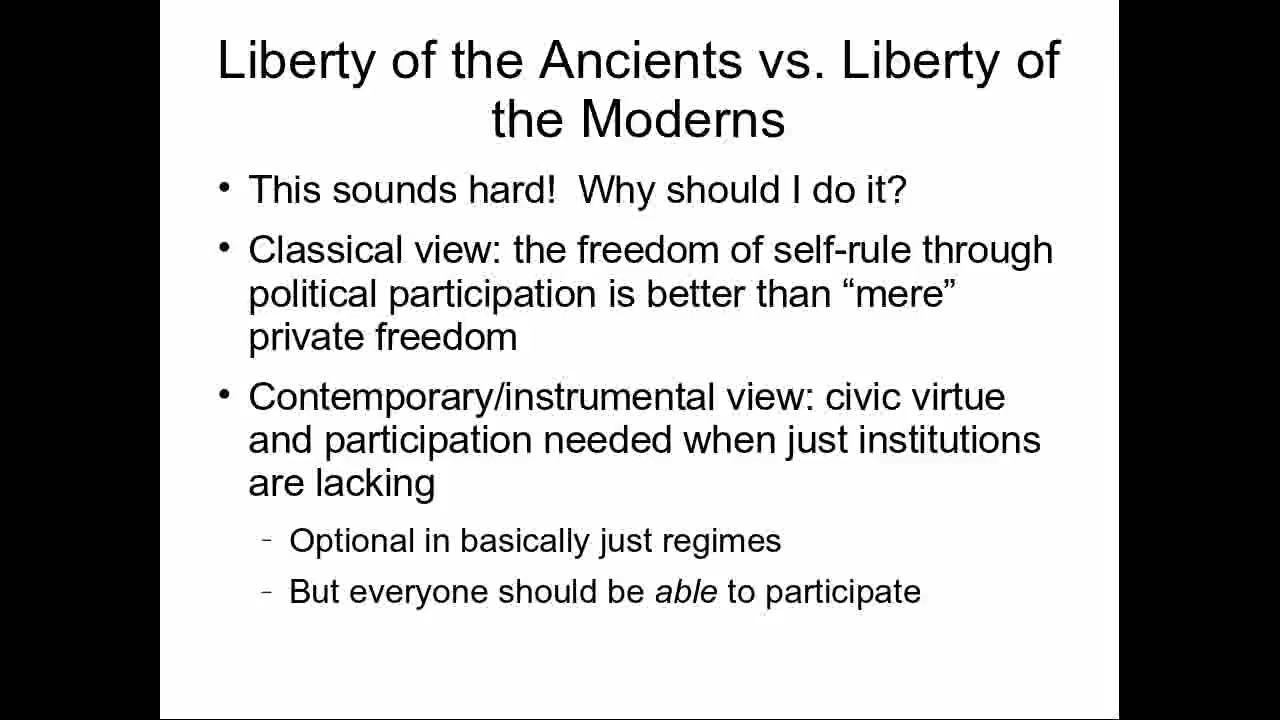 Liberty of the Ancients vs. Liberty of
the Moderns
• This sounds hard!  Why should I do it?
• Classical view: the freedom of self-rule through
political participation is better than “mere”
private freedom
• Contemporary/instrumental view: civic virtue
and participation needed when just institutions
are lacking
– Optional in basically just regimes
– But everyone should be able to participate